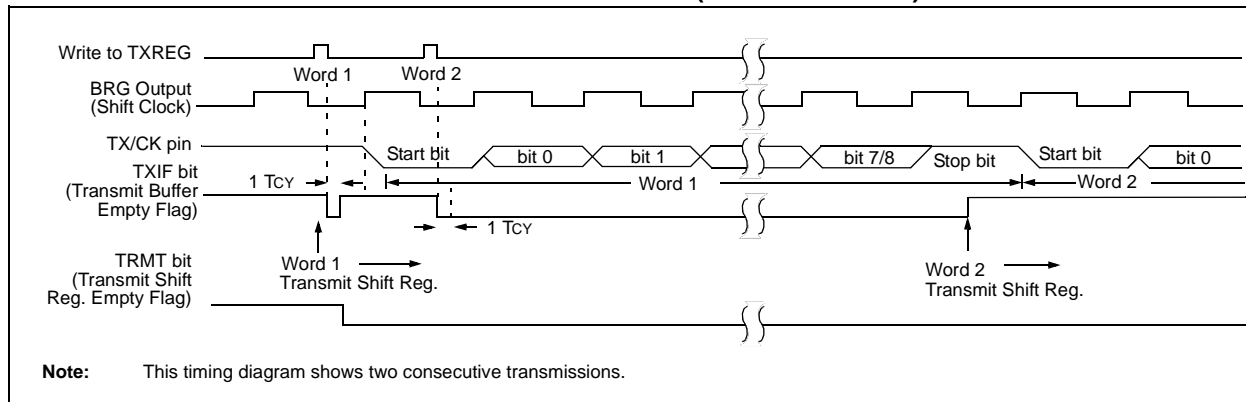 Write to TXREG
Word 1
Word 2
BRG Output
(Shift Clock)
TX/CK pin
Start bit
bit 0
bit 1
bit 7/8
Stop bit
Start bit
bit 0
TXIF bit
(Transmit Buffer
Empty Flag)
1 TCY
Word 1
Word 2
1 TCY
TRMT bit
(Transmit Shift
Reg. Empty Flag)
Word 1
Transmit Shift Reg.
Word 2
Transmit Shift Reg.
Note: This timing diagram shows two consecutive transmissions.